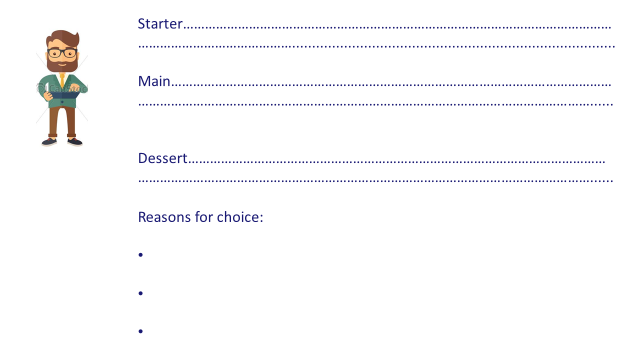 Starter……………………………………………………………………………………………………
…………………………………………………………………………………………………………………
Main…………………………………………………………………………………………………………
………………………………………………………………………………………………………….......
Dessert……………………………………………………………………………………………………
………………………………………………………………………………………………………….......
Reasons for choice:
•
•
•